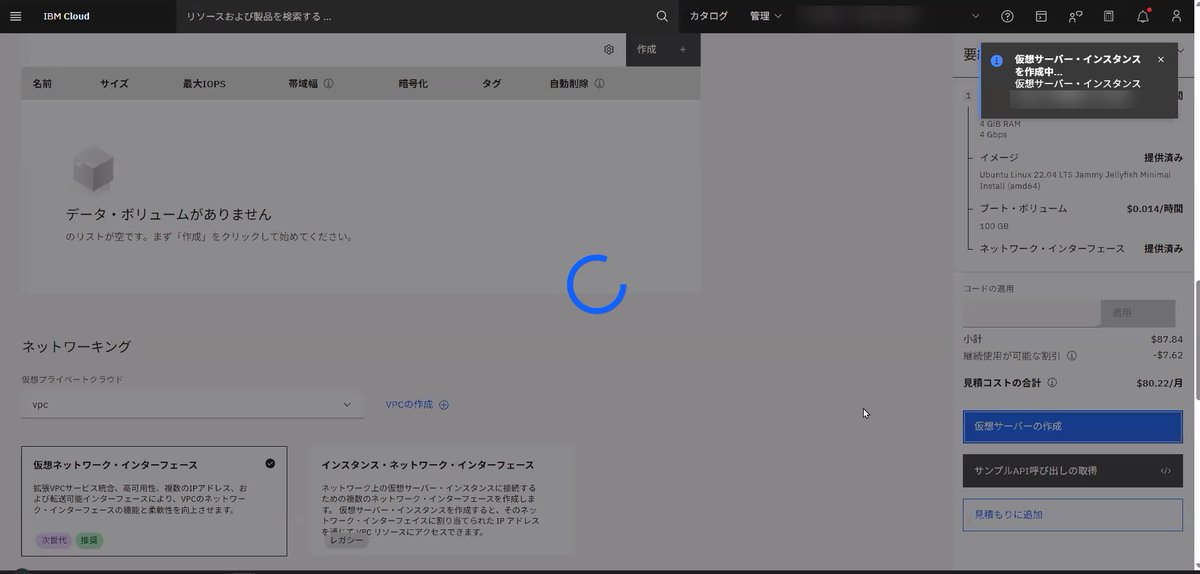 IBM Cloud
リソースおよび製品を検索する...
カタログ
管理
作成 +
名前 サイズ 最大IOPS 帯域幅 暗号化 タグ 自動削除
データ・ボリュームがありません
のリストが空です。まず「作成」をクリックして始めてください。
ネットワーキング
仮想プライベートクラウド
vpc
VPCの作成
仮想ネットワーク・インターフェース
拡張VPCサービス統合、高可用性、複数のIPアドレス、お
よび転送可能インターフェースにより、VPCのネットワー
ク・インターフェースの機能と柔軟性を向上させます。
次世代 推奨
インスタンス・ネットワーク・インターフェース
ネットワーク上の仮想サーバー・インスタンスに接続する
ための複数のネットワーク・インターフェースを作成しま
す。 仮想サーバー・インスタンスを作成すると、そのネッ
トワーク・インターフェイスに割り当てられた IP アドレス
を通じて VPC リソースにアクセスできます。
レガシー
仮想サーバー・インスタンス
を作成中...
仮想サーバー・インスタンス
1
4 GiB RAM
4 Gbps
イメージ 提供済み
Ubuntu Linux 22.04 LTS Jammy Jellyfish Minimal
Install (amd64)
ブート・ボリューム $0.014/時間
100 GB
ネットワーク・インターフェース 提供済み
コードの適用
適用
小計 $87.84
継続使用が可能な割引 -$7.62
見積コストの合計 $80.22/月
仮想サーバーの作成
サンプルAPI呼び出しの取得 </>
見積もりに追加